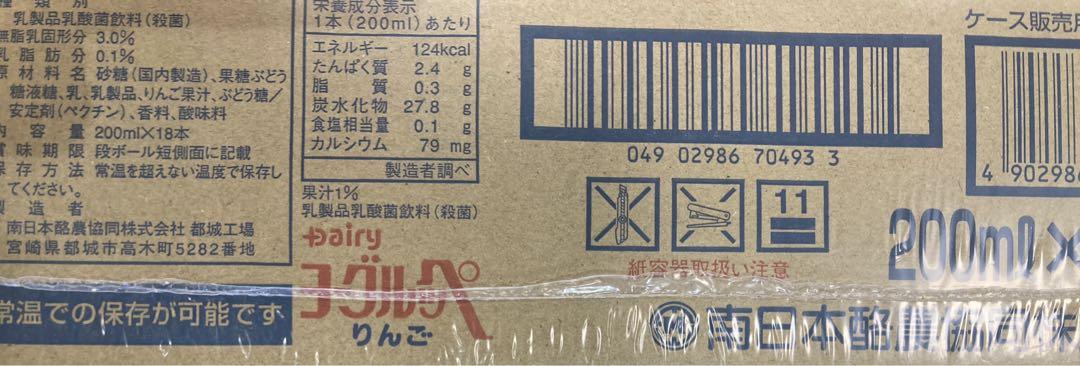 種類別
乳製品乳酸菌飲料(殺菌)
無脂乳固形分 3.0%
乳脂肪分 0.1%
原材料名 砂糖(国内製造)、果糖ぶどう
糖液糖、乳、乳製品、りんご果汁、ぶどう糖/
安定剤(ペクチン)、香料、酸味料
内容量 200ml×18本
賞味期限 段ボール短側面に記載
保存方法 常温を超えない温度で保存し
てください。
製造者
南日本酪農協同株式会社 都城工場
宮崎県都城市高木町5282番地
常温での保存が可能です
栄養成分表示
1本(200ml)あたり
エネルギー 124kcal
たんぱく質 2.4 g
脂質 0.3 g
炭水化物 27.8 g
食塩相当量 0.1 g
カルシウム 79 mg
製造者調べ
果汁1%
乳製品乳酸菌飲料(殺菌)
Dairy
ヨーグルッペ
りんご
049 02986 70493 3
11
紙容器取扱い注意
ケース販売用
4 902986
200ml×
南日本酪農協同株